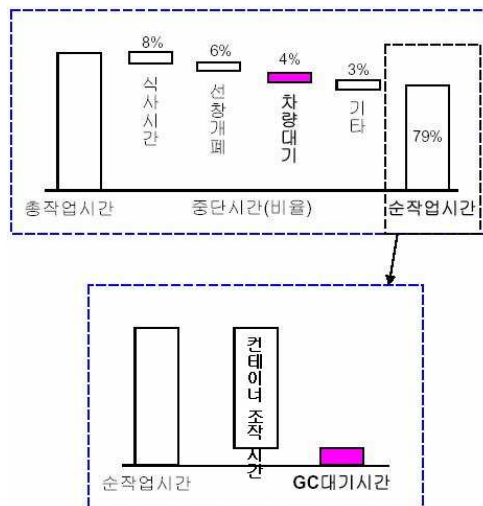 8%
6%
4%
3%
식사시간
선창개폐
차량대기
기타
79%
총작업시간
중단시간(비율)
순작업시간
컨테이너 조작시간
순작업시간
GC대기시간